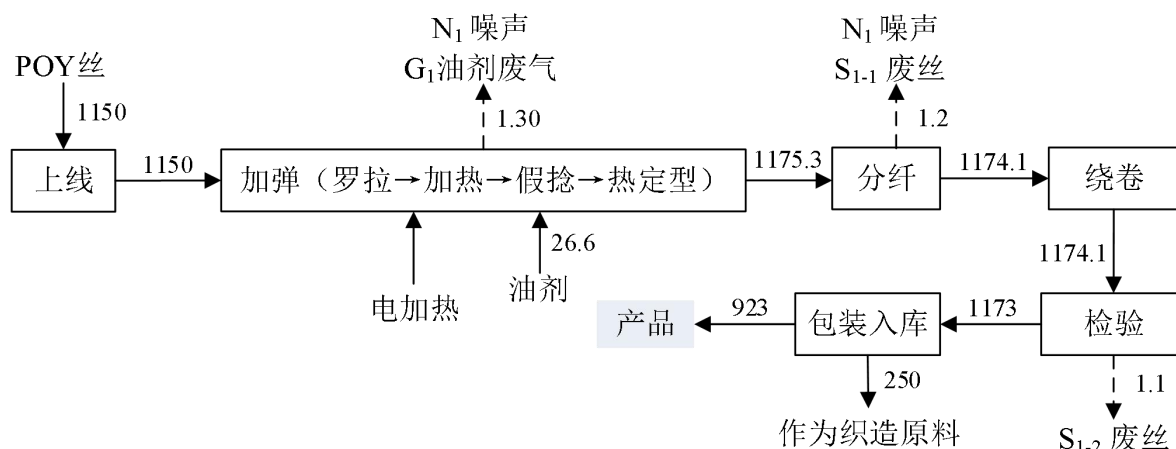 N₁ 噪声
G₁油剂废气
N₁ 噪声
S₁₋₁ 废丝
POY丝
1150
1.30
1.2
上线
1150
加弹（罗拉→加热→假捻→热定型）
1175.3
分纤
1174.1
绕卷
26.6
电加热
油剂
1174.1
产品
923
包装入库
1173
检验
250
1.1
作为织造原料
S₁₋₂ 废丝